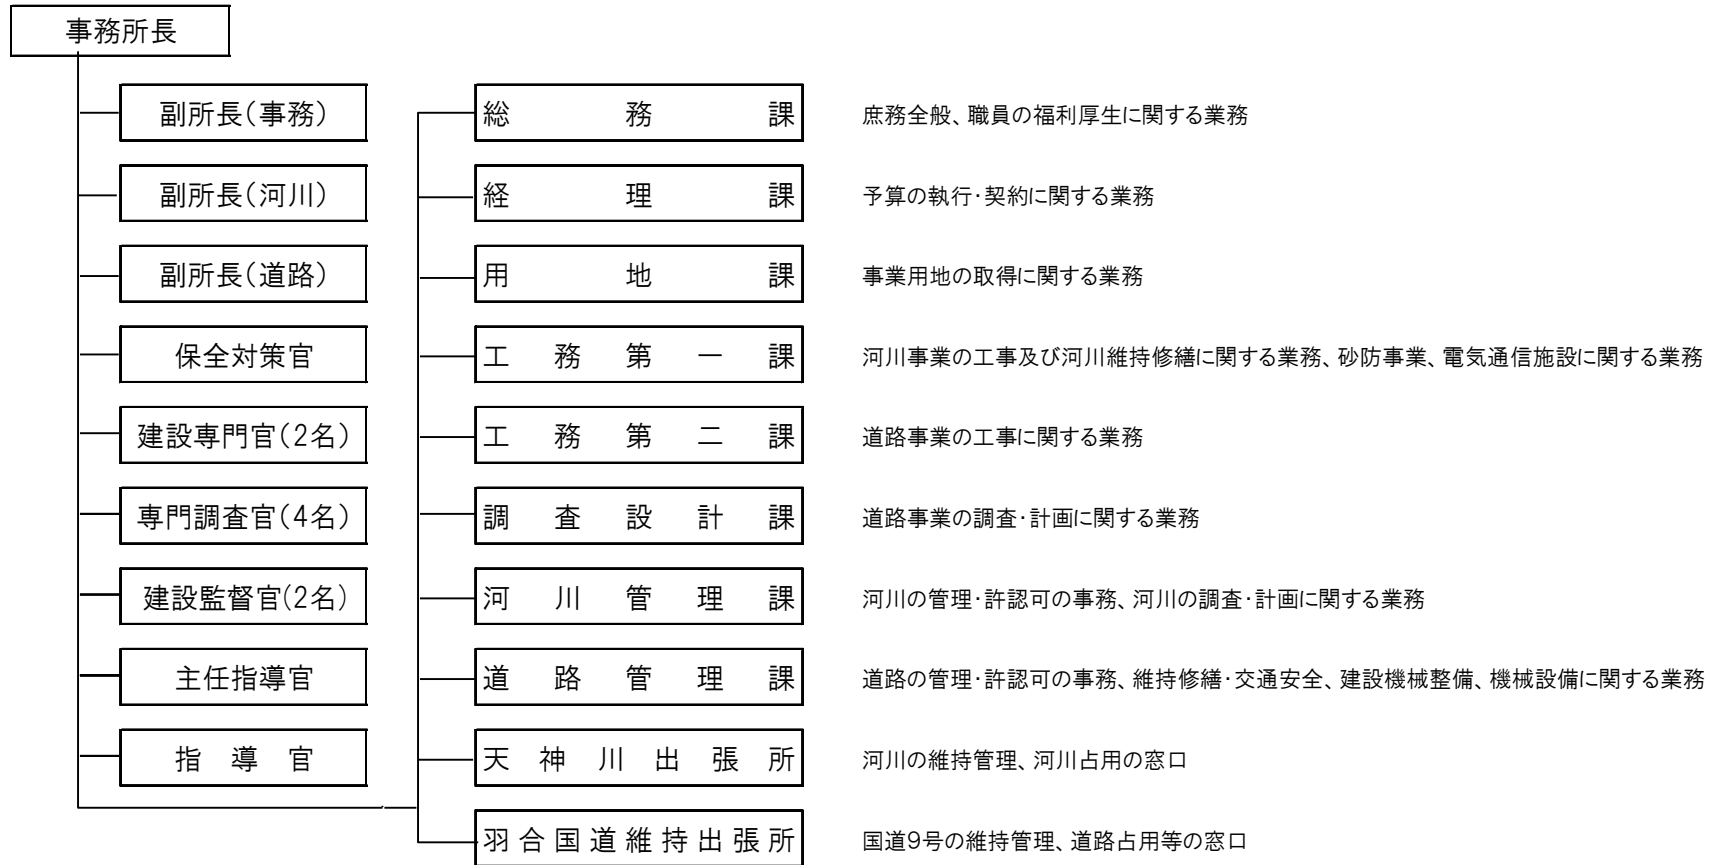 事務所長
副所長(事務)
副所長(河川)
副所長(道路)
保全対策官
建設専門官(2名)
専門調査官(4名)
建設監督官(2名)
主任指導官
指導官
総務課 庶務全般、職員の福利厚生に関する業務
経理課 予算の執行・契約に関する業務
用地課 事業用地の取得に関する業務
工務第一課 河川事業の工事及び河川維持修繕に関する業務、砂防事業、電気通信施設に関する業務
工務第二課 道路事業の工事に関する業務
調査設計課 道路事業の調査・計画に関する業務
河川管理課 河川の管理・許認可の事務、河川の調査・計画に関する業務
道路管理課 道路の管理・許認可の事務、維持修繕・交通安全、建設機械整備、機械設備に関する業務
天神川出張所 河川の維持管理、河川占用の窓口
羽合国道維持出張所 国道9号の維持管理、道路占用等の窓口